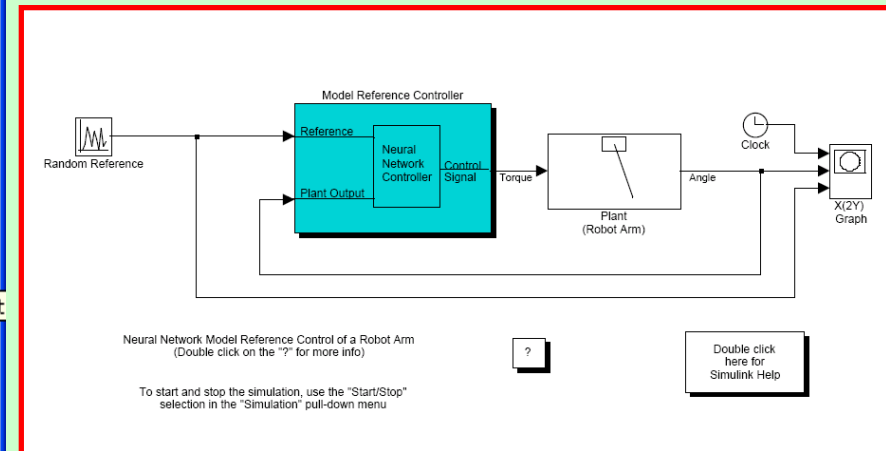 Model Reference Controller
Random Reference
Reference
Plant Output
Neural
Network
Controller
Control
Signal
Torque
Plant
(Robot Arm)
Angle
Clock
X(2Y)
Graph
t
Neural Network Model Reference Control of a Robot Arm
(Double click on the "?" for more info)
?
Double click
here for
Simulink Help
To start and stop the simulation, use the "Start/Stop"
selection in the "Simulation" pull-down menu